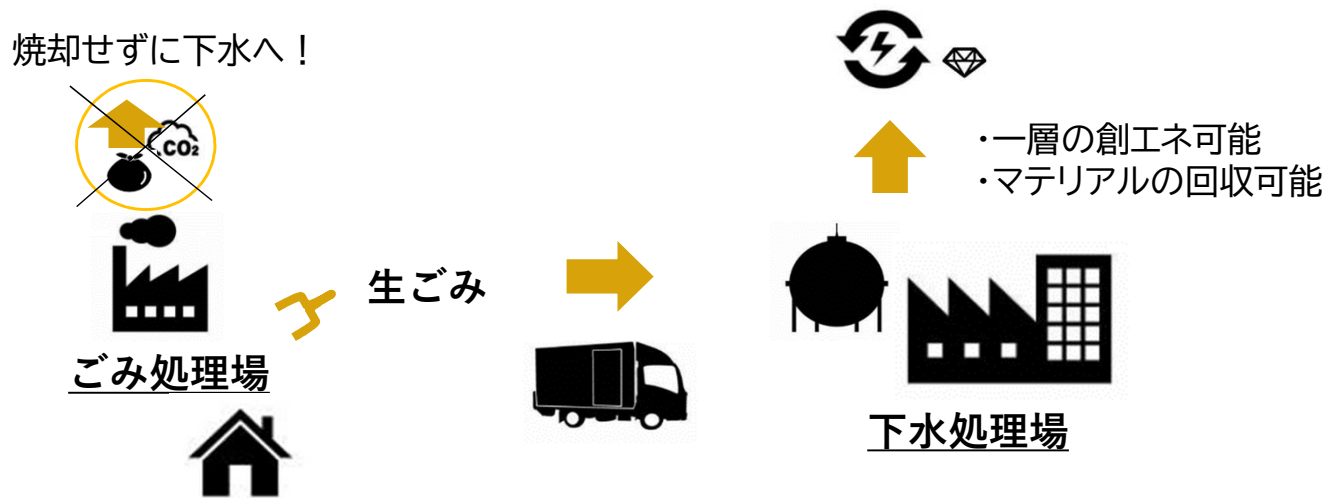 焼却せずに下水へ！
CO₂
・一層の創エネ可能
・マテリアルの回収可能
生ごみ
ごみ処理場
下水処理場